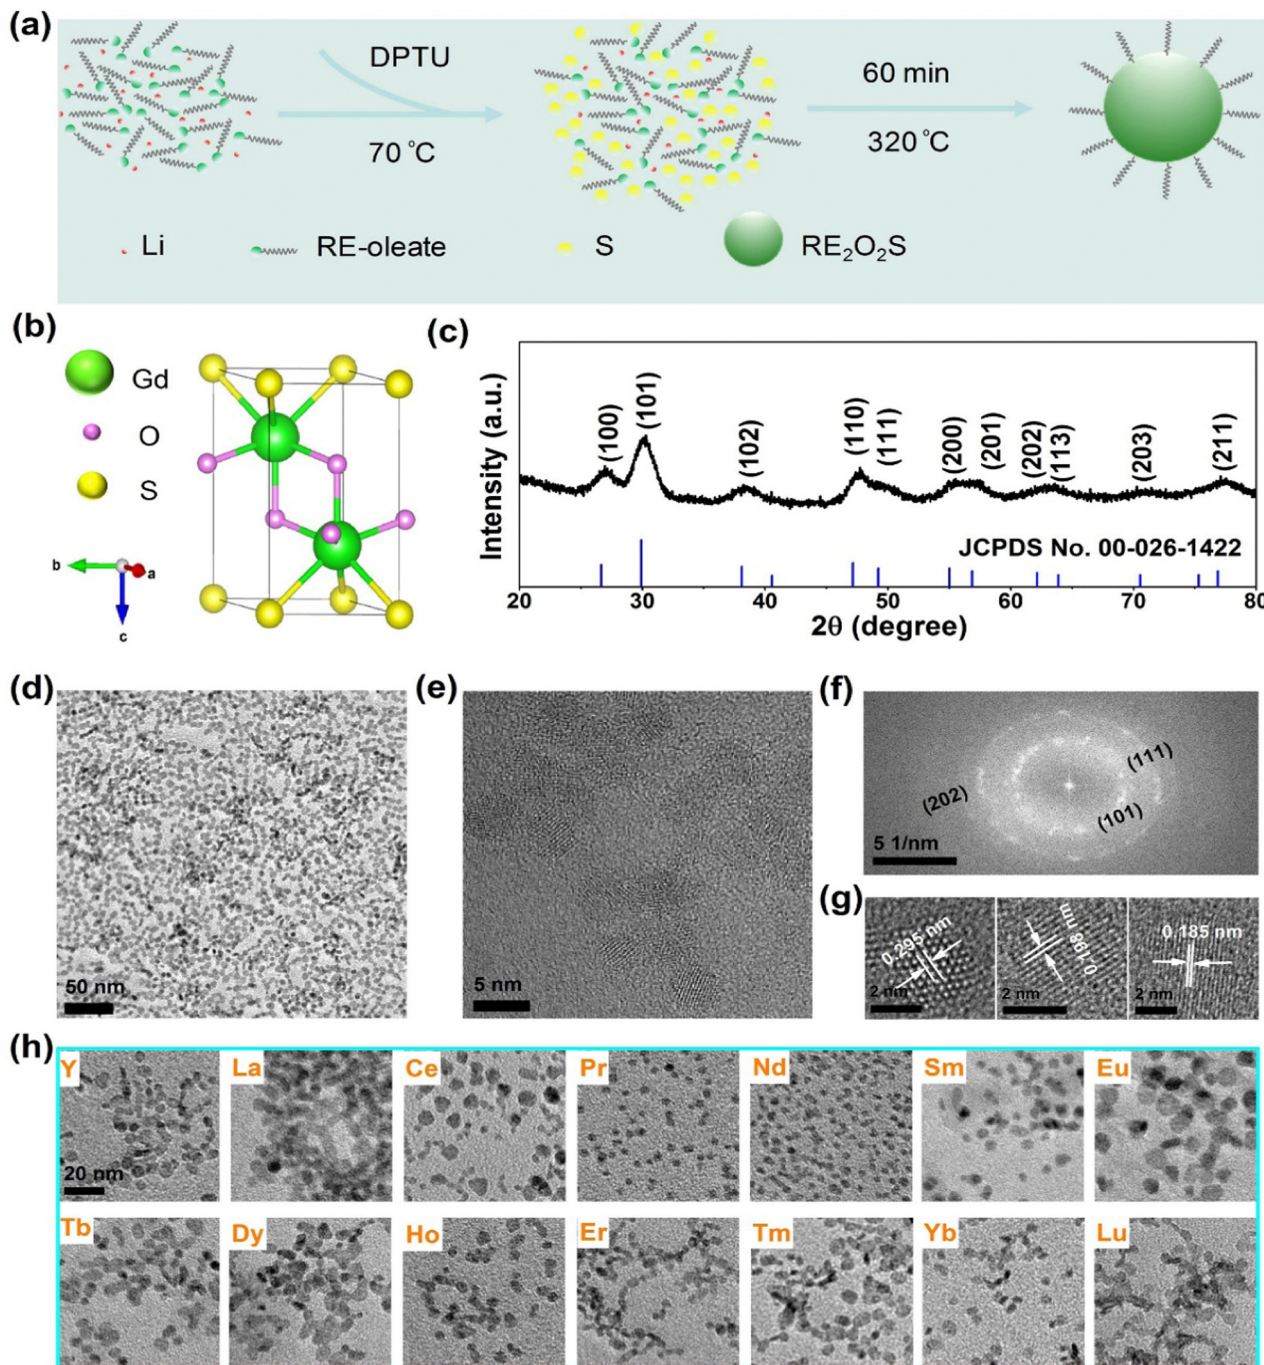 (a)
DPTU
70 °C
60 min
320 °C
Li
RE-oleate
S
RE₂O₂S
(b)
Gd
O
S
b
a
c
(c)
Intensity (a.u.)
(100)
(101)
(102)
(110)
(111)
(200)
(201)
(202)
(113)
(203)
(211)
JCPDS No. 00-026-1422
20 30 40 50 60 70 80
2θ (degree)
(d)
50 nm
(e)
5 nm
(f)
(111)
(202)
(101)
5 1/nm
(g)
0.295 nm
2 nm
0.198 nm
2 nm
0.185 nm
2 nm
(h)
Y La Ce Pr Nd Sm Eu
20 nm
Tb Dy Ho Er Tm Yb Lu